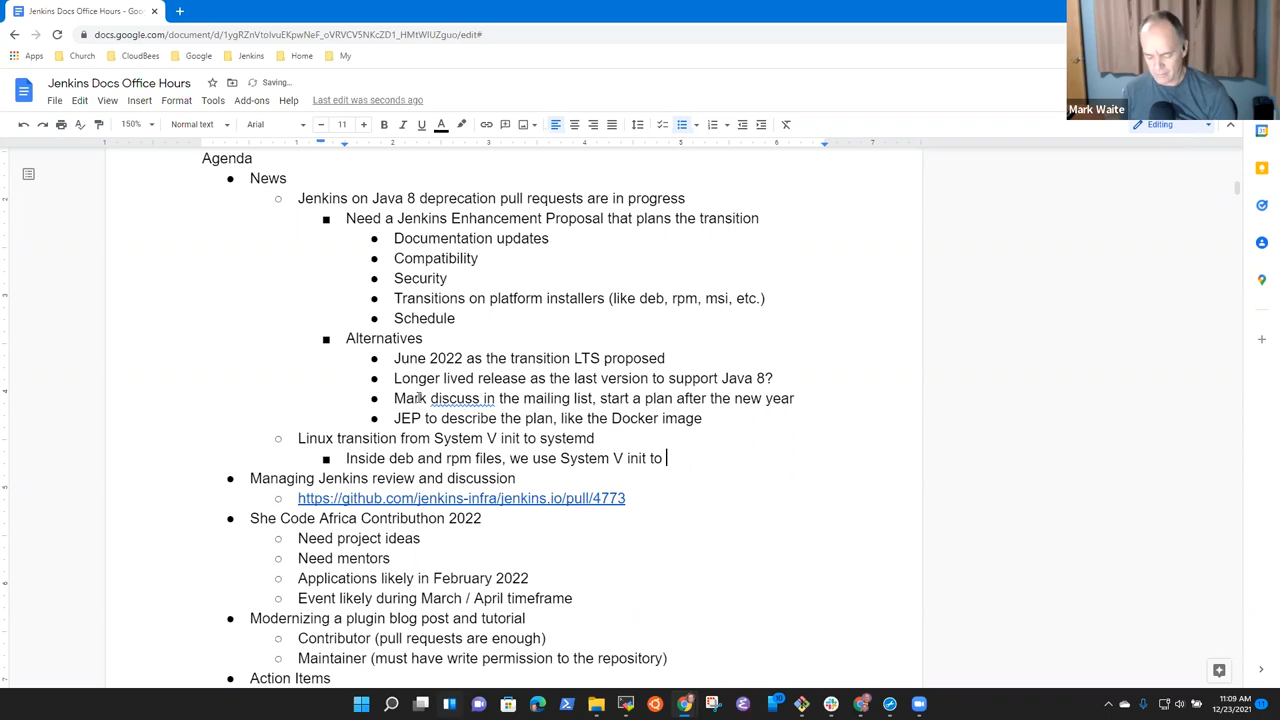 Jenkins Docs Office Hours - Goo
docs.google.com/document/d/1ygRZnVtoIvuEKpwNeF_oVRVCV5NKcZD1_HMtWIUZguo/edit#
Apps Church CloudBees Google Jenkins Home My
Jenkins Docs Office Hours Saving...
File Edit View Insert Format Tools Add-ons Help Last edit was seconds ago
Mark Waite
150% Normal text Arial 11 Editing
1 1 2 3 4 5 6 7
Agenda
● News
○ Jenkins on Java 8 deprecation pull requests are in progress
■ Need a Jenkins Enhancement Proposal that plans the transition
● Documentation updates
● Compatibility
● Security
● Transitions on platform installers (like deb, rpm, msi, etc.)
● Schedule
■ Alternatives
● June 2022 as the transition LTS proposed
● Longer lived release as the last version to support Java 8?
● Mark discuss in the mailing list, start a plan after the new year
● JEP to describe the plan, like the Docker image
○ Linux transition from System V init to systemd
■ Inside deb and rpm files, we use System V init to
● Managing Jenkins review and discussion
○ https://github.com/jenkins-infra/jenkins.io/pull/4773
● She Code Africa Contributhon 2022
○ Need project ideas
○ Need mentors
○ Applications likely in February 2022
○ Event likely during March / April timeframe
● Modernizing a plugin blog post and tutorial
○ Contributor (pull requests are enough)
○ Maintainer (must have write permission to the repository)
● Action Items
11:09 AM
12/23/2021